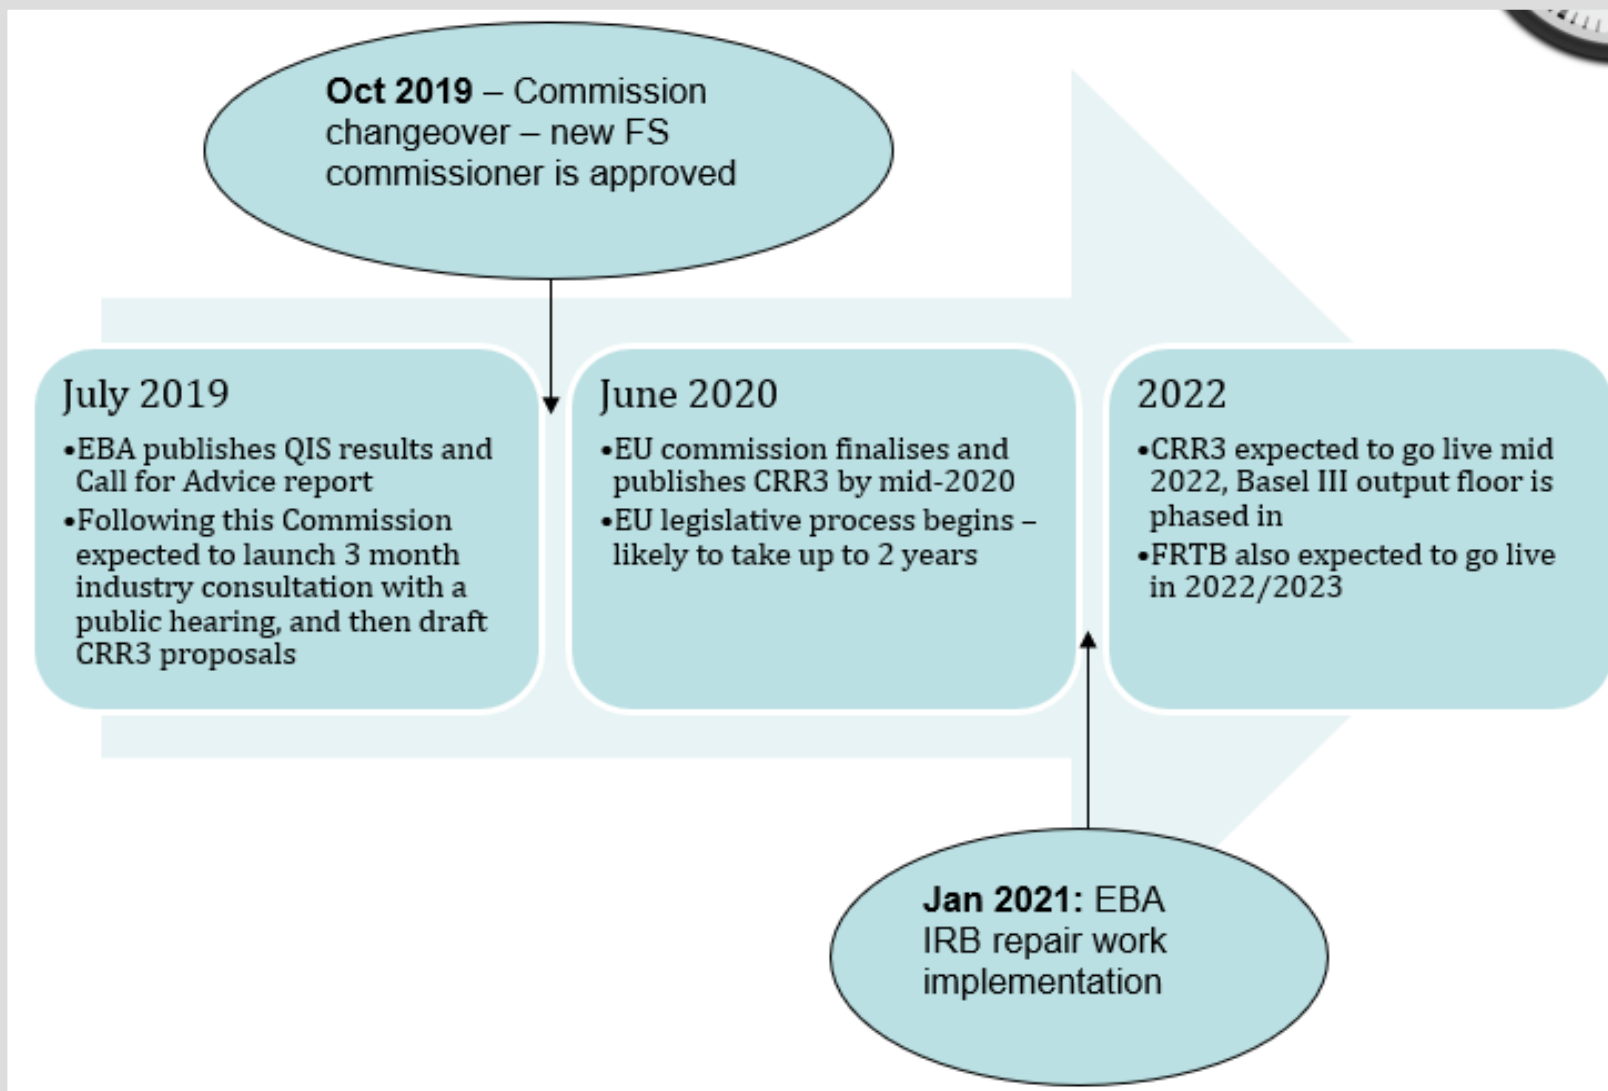 Oct 2019 – Commission
changeover – new FS
commissioner is approved
July 2019
•EBA publishes QIS results and
Call for Advice report
•Following this Commission
expected to launch 3 month
industry consultation with a
public hearing, and then draft
CRR3 proposals
June 2020
•EU commission finalises and
publishes CRR3 by mid-2020
•EU legislative process begins –
likely to take up to 2 years
2022
•CRR3 expected to go live mid
2022, Basel III output floor is
phased in
•FRTB also expected to go live
in 2022/2023
Jan 2021: EBA
IRB repair work
implementation